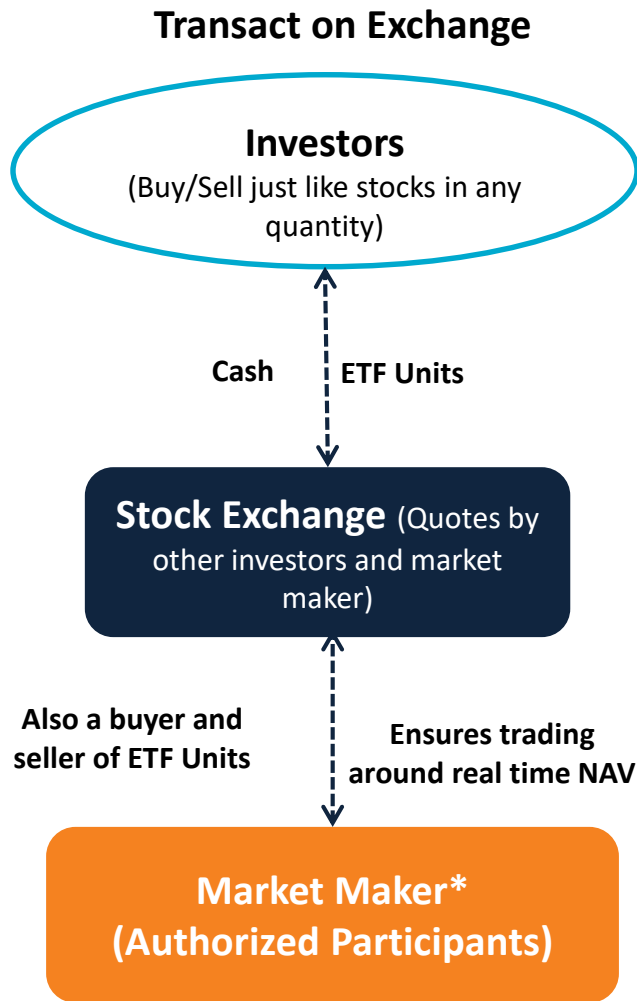 Transact on Exchange
Investors
(Buy/Sell just like stocks in any
quantity)
Cash
ETF Units
Stock Exchange (Quotes by
other investors and market
maker)
Also a buyer and
seller of ETF Units
Ensures trading
around real time NAV
Market Maker*
(Authorized Participants)